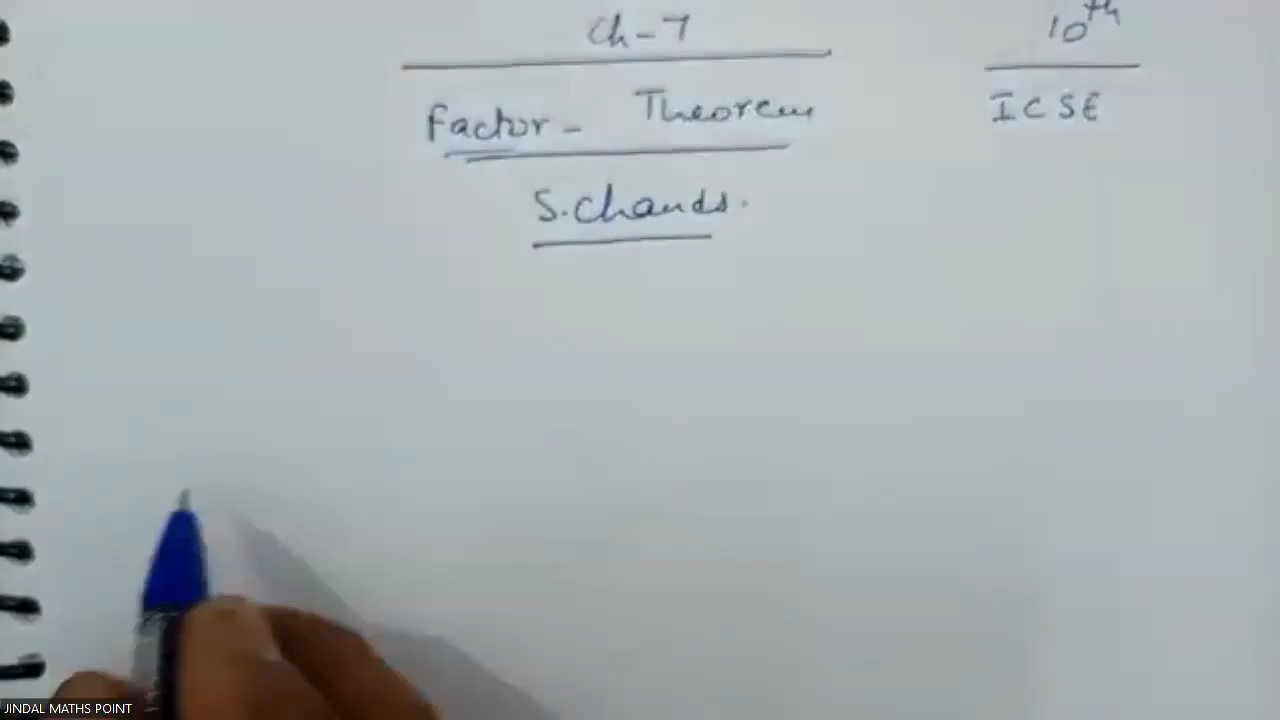 Ch-7
10th
Factor- Theorem
ICSE
S.Chands.
JINDAL MATHS POINT